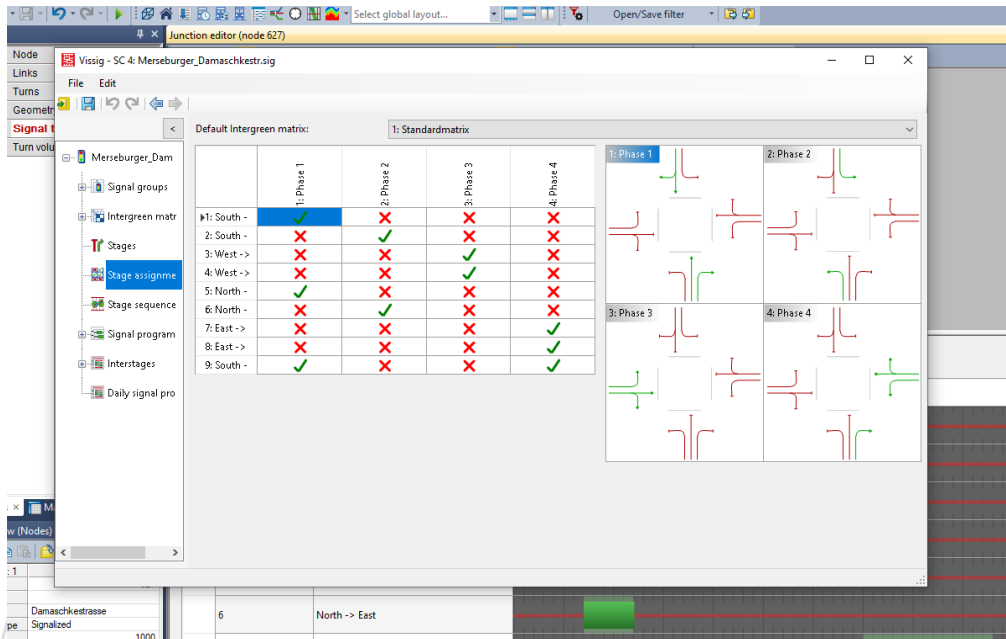 Select global layout...
Open/Save filter
Junction editor (node 627)
Node
Links
Turns
Signal t
Turn volu
Vissig - SC 4: Merseburger_Damaschkestr.sig
File Edit
Default Intergreen matrix:
1: Standardmatrix
Merseburger_Dam
Signal groups
Intergreen matr
Stages
Stage assignme
Stage sequence
Signal program
Interstages
Daily signal pro
1: Phase 1
2: Phase 2
3: Phase 3
4: Phase 4
1: South -
2: South -
3: West ->
4: West ->
5: North -
6: North -
7: East ->
8: East ->
9: South -
1: Phase 1
2: Phase 2
3: Phase 3
4: Phase 4
w (Nodes)
Damaschkestrasse
Signalized
1000
6
North -> East